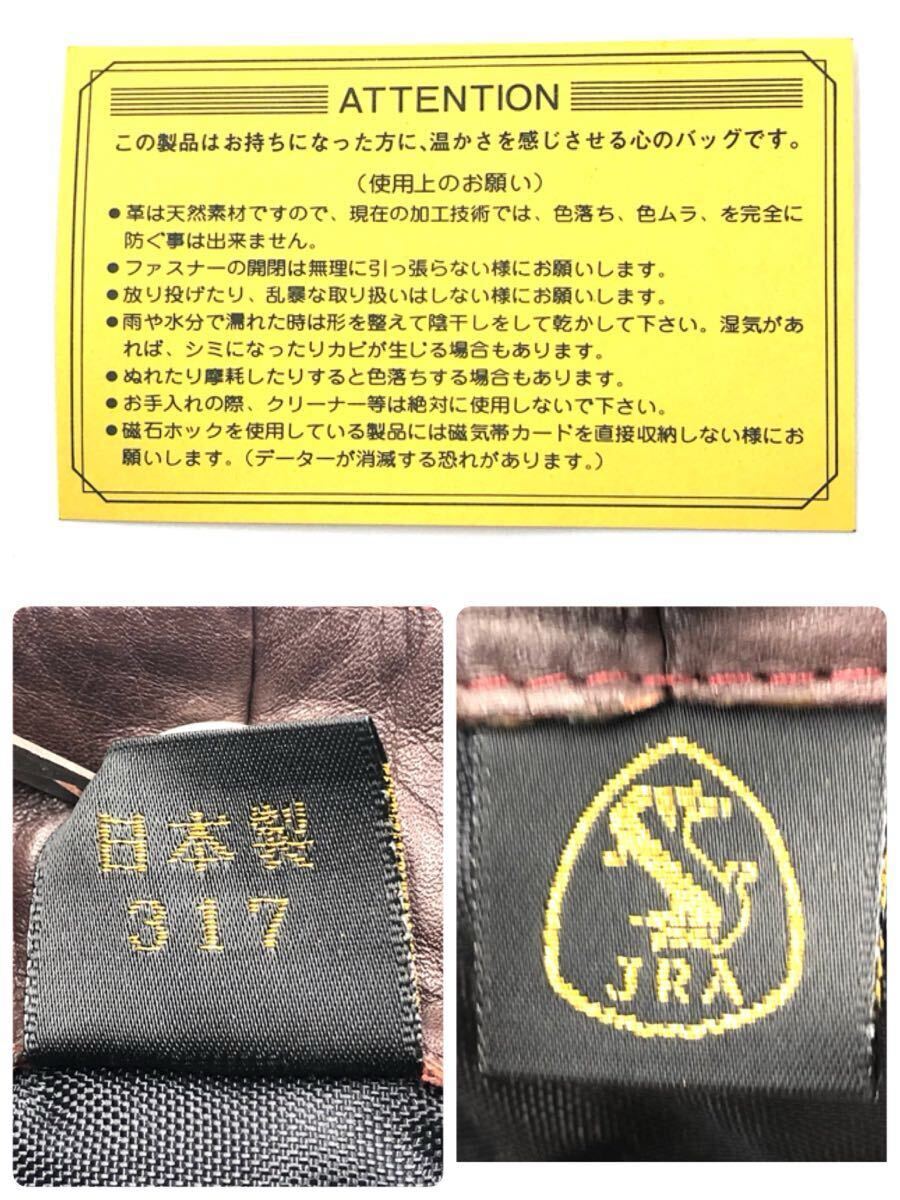 ATTENTION
この製品はお持ちになった方に、温かさを感じさせる心のバッグです。
(使用上のお願い)
●革は天然素材ですので、現在の加工技術では、色落ち、色ムラ、を完全に
防ぐ事は出来ません。
●ファスナーの開閉は無理に引っ張らない様にお願いします。
●放り投げたり、乱暴な取り扱いはしない様にお願いします。
●雨や水分で濡れた時は形を整えて陰干しをして乾かして下さい。湿気があ
れば、シミになったりカビが生じる場合もあります。
●ぬれたり摩耗したりすると色落ちする場合もあります。
●お手入れの際、クリーナー等は絶対に使用しないで下さい。
●磁石ホックを使用している製品には磁気帯カードを直接収納しない様にお
願いします。(データーが消滅する恐れがあります。)
日本製
317
JRA